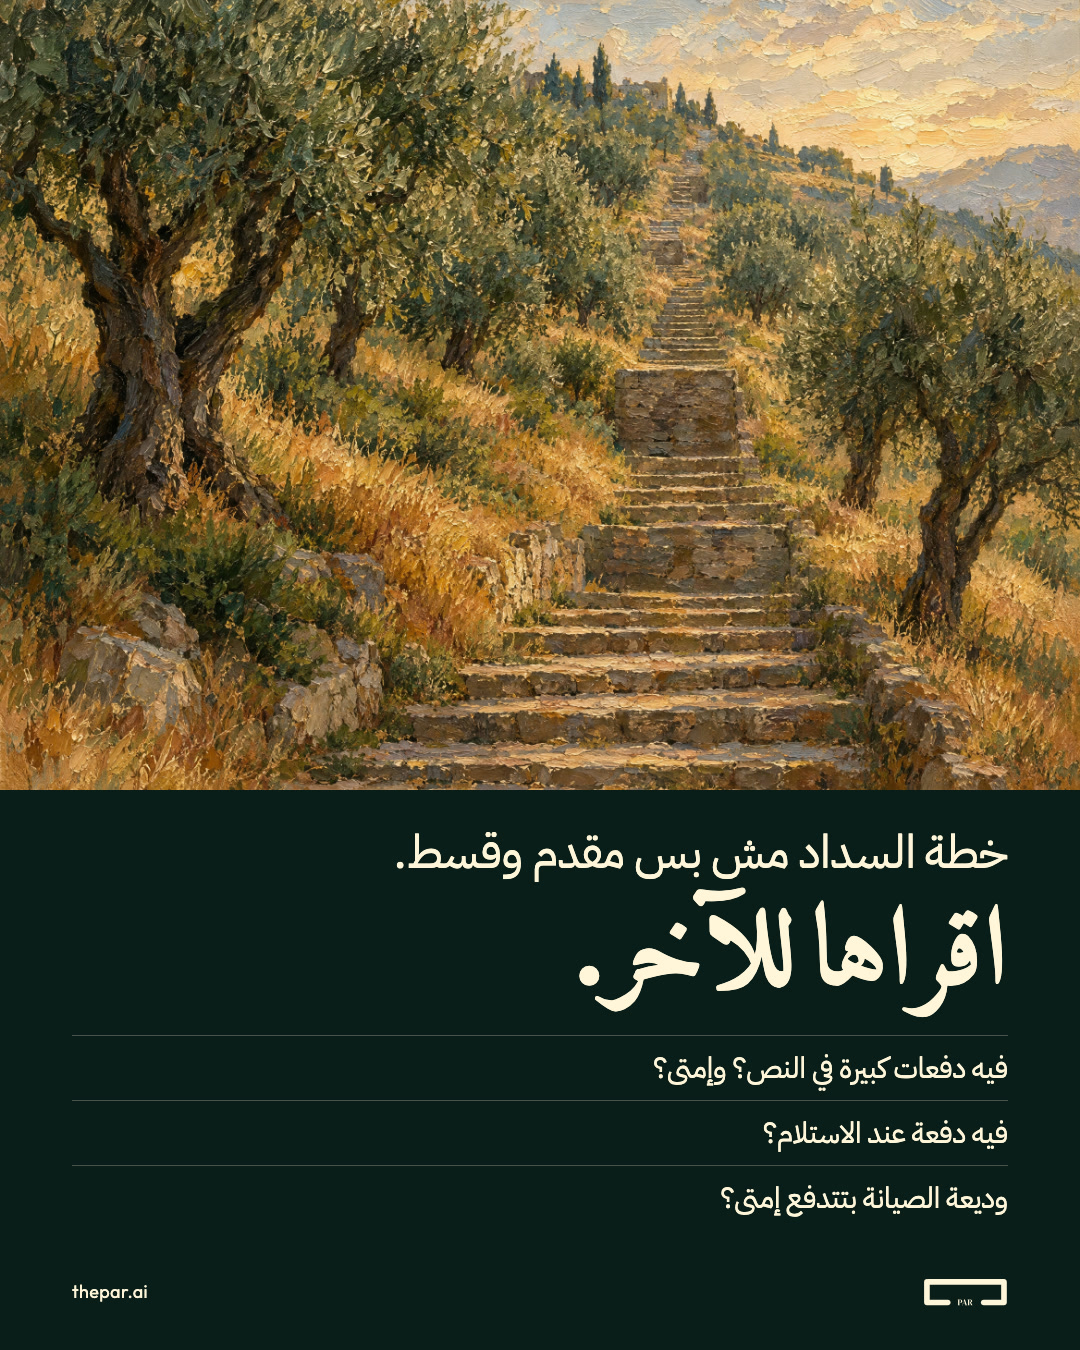 خطة السداد مش بس مقدم وقسط.
اقراها للآخر.
فيه دفعات كبيرة في النص؟ وإمتى؟
فيه دفعة عند الاستلام؟
وديعة الصيانة بتتدفع إمتى؟
thepar.ai
PAR